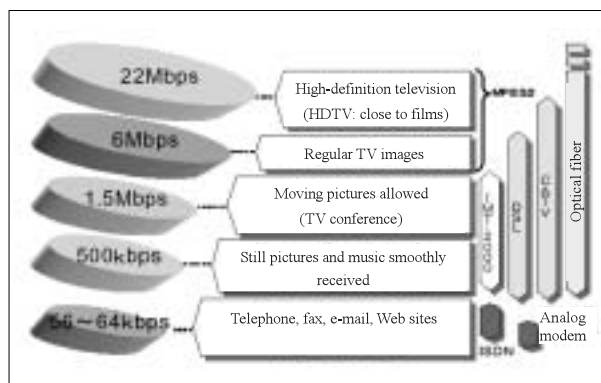 22Mbps
High-definition television
(HDTV: close to films)
MPEG2
6Mbps
Regular TV images
1.5Mbps
Moving pictures allowed
(TV conference)
500kbps
Still pictures and music smoothly
received
56~64kbps
Telephone, fax, e-mail, Web sites
DSL
Optical fiber
ISDN
Analog
modem